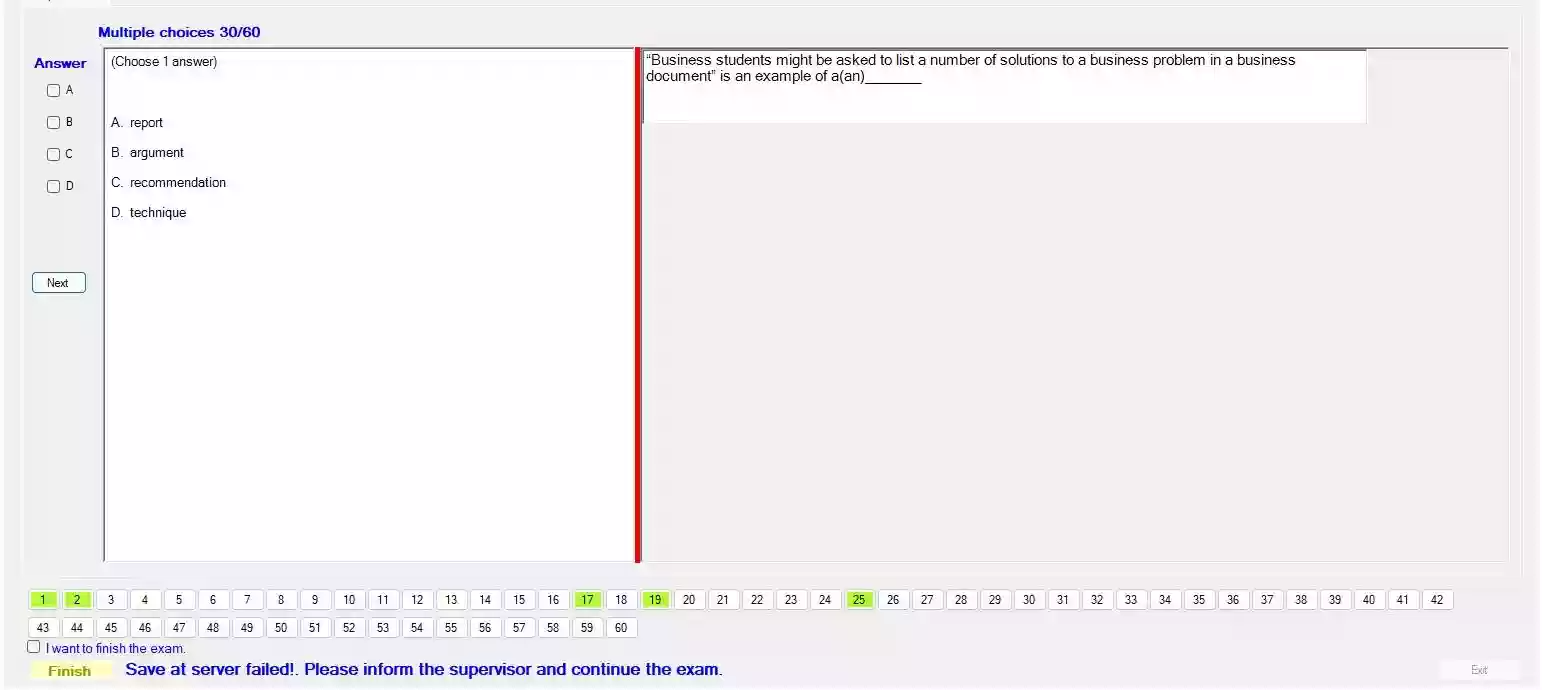 Multiple choices 30/60
Answer
(Choose 1 answer)
A
B
C
D
A. report
B. argument
C. recommendation
D. technique
Next
“Business students might be asked to list a number of solutions to a business problem in a business
document” is an example of a(an)_______
1 2 3 4 5 6 7 8 9 10 11 12 13 14 15 16 17 18 19 20 21 22 23 24 25 26 27 28 29 30 31 32 33 34 35 36 37 38 39 40 41 42
43 44 45 46 47 48 49 50 51 52 53 54 55 56 57 58 59 60
I want to finish the exam.
Finish Save at server failed!. Please inform the supervisor and continue the exam. Exit